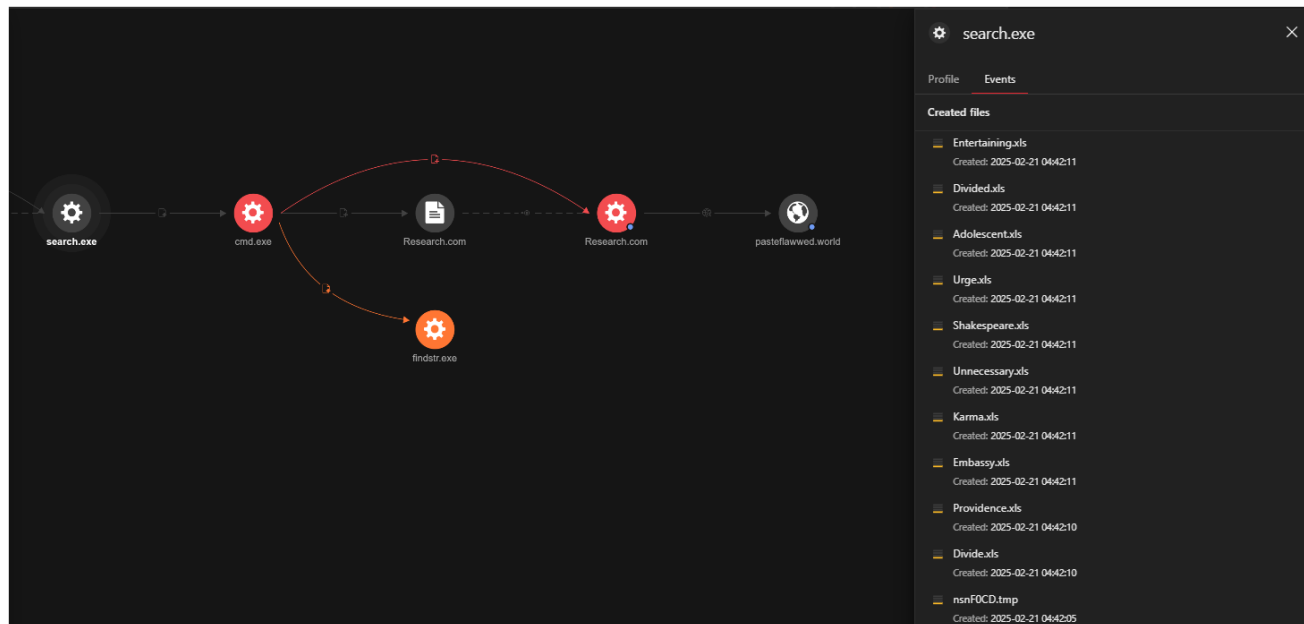 search.exe
Profile Events
Created files
Entertaining.xls
Created: 2025-02-21 04:42:11
Divided.xls
Created: 2025-02-21 04:42:11
Adolescent.xls
Created: 2025-02-21 04:42:11
Urge.xls
Created: 2025-02-21 04:42:11
Shakespeare.xls
Created: 2025-02-21 04:42:11
Unnecessary.xls
Created: 2025-02-21 04:42:11
Karma.xls
Created: 2025-02-21 04:42:11
Embassy.xls
Created: 2025-02-21 04:42:11
Providence.xls
Created: 2025-02-21 04:42:10
Divide.xls
Created: 2025-02-21 04:42:10
nsnF0CD.tmp
Created: 2025-02-21 04:42:05
search.exe
cmd.exe
Research.com
Research.com
pasteflawwed.world
findstr.exe